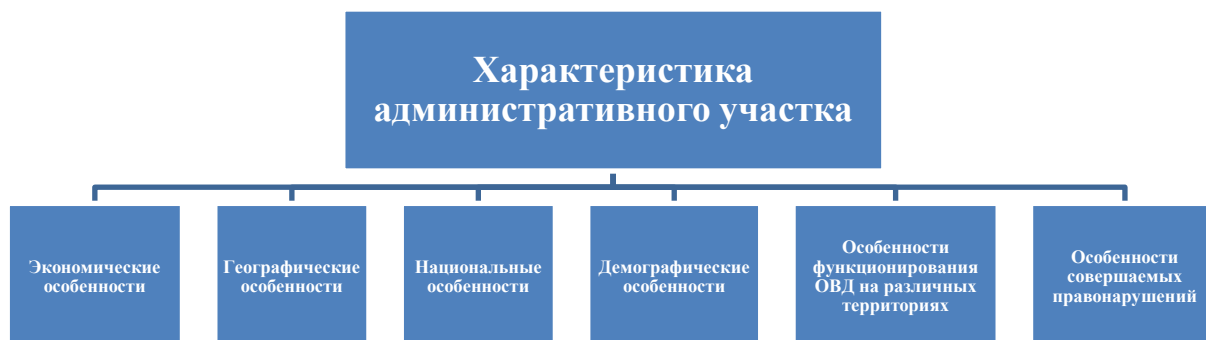 Характеристика
административного участка
Экономические
особенности
Географические
особенности
Национальные
особенности
Демографические
особенности
Особенности
функционирования
ОВД на различных
территориях
Особенности
совершаемых
правонарушений